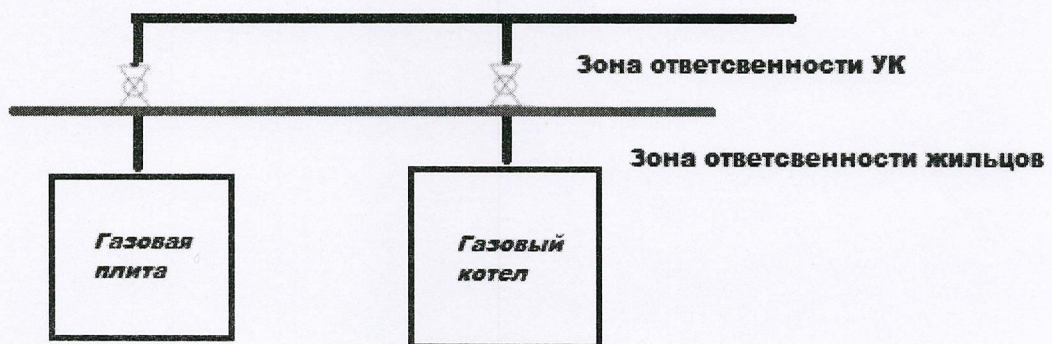 Зона ответсвенности УК
Зона ответсвенности жильцов
Газовая
плита
Газовый
котел